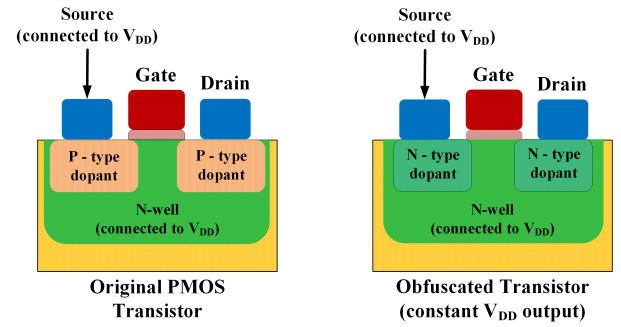 Source
(connected to VDD)
Gate
Drain
P - type
dopant
P - type
dopant
N-well
(connected to VDD)
Original PMOS
Transistor
Source
(connected to VDD)
Gate
Drain
N - type
dopant
N - type
dopant
N-well
(connected to VDD)
Obfuscated Transistor
(constant VDD output)